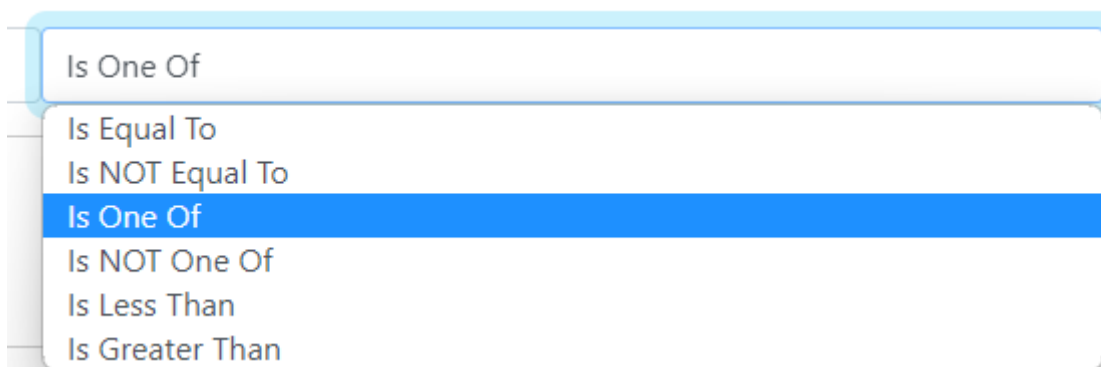 Is One Of
Is Equal To
Is NOT Equal To
Is One Of
Is NOT One Of
Is Less Than
Is Greater Than